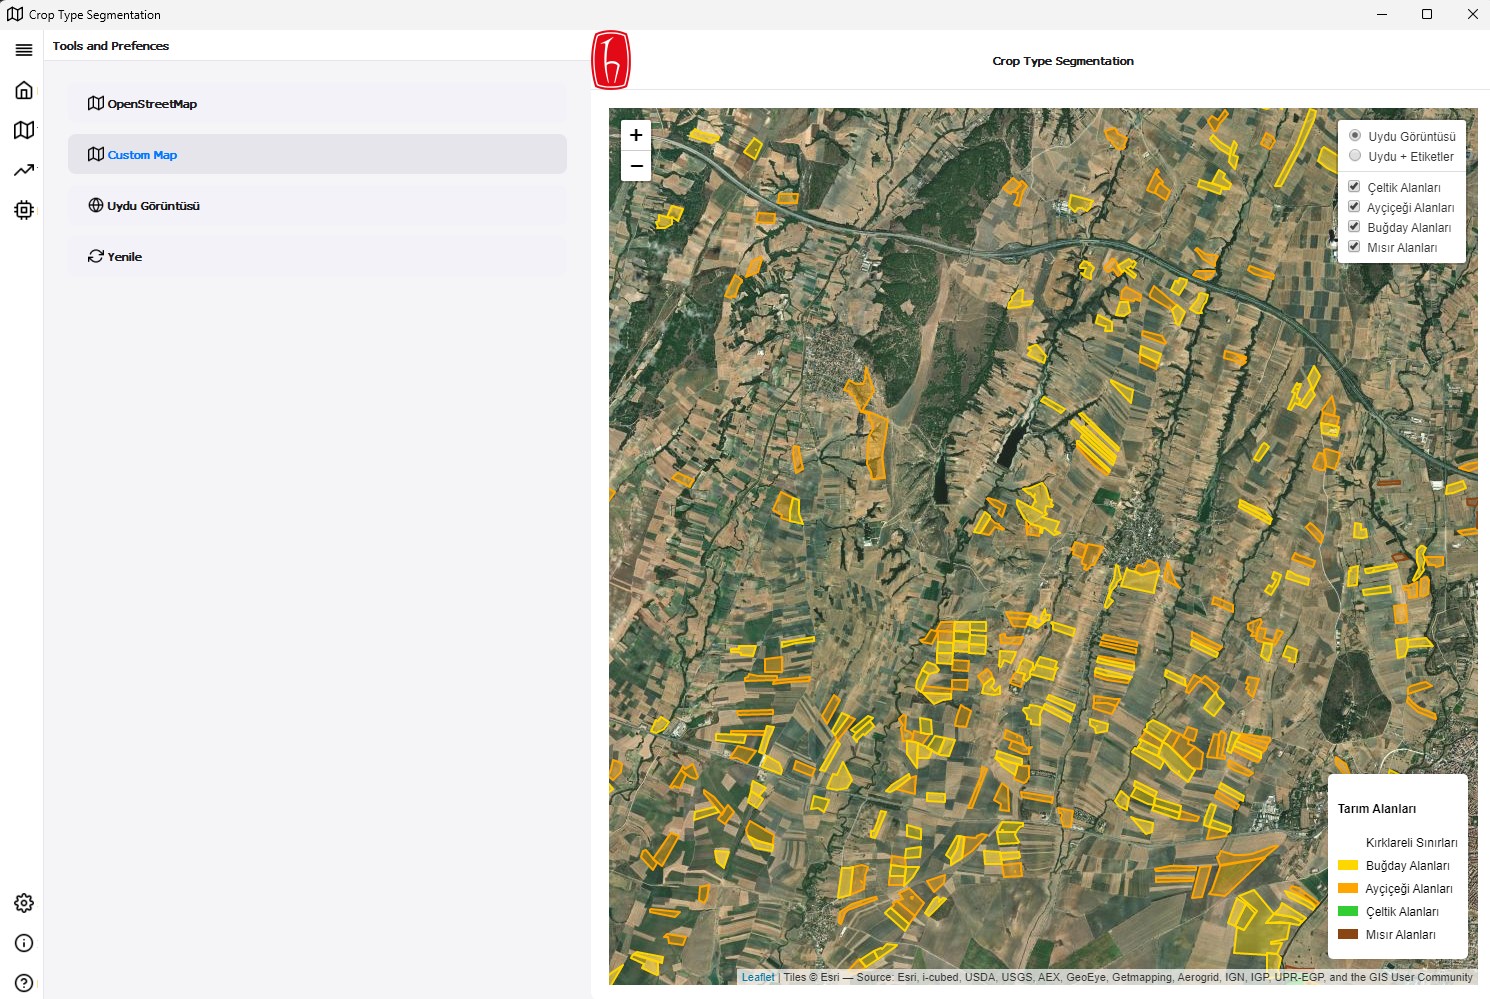 Crop Type Segmentation
Tools and Prefences
OpenStreetMap
Custom Map
Uydu Görüntüsü
Yenile
Crop Type Segmentation
+
−
Uydu Görüntüsü
Uydu + Etiketler
Çeltik Alanları
Ayçiçeği Alanları
Buğday Alanları
Mısır Alanları
Tarım Alanları
Kırklareli Sınırları
Buğday Alanları
Ayçiçeği Alanları
Çeltik Alanları
Mısır Alanları
Leaflet | Tiles © Esri — Source: Esri, i-cubed, USDA, USGS, AEX, GeoEye, Getmapping, Aerogrid, IGN, IGP, UPR-EGP, and the GIS User Community